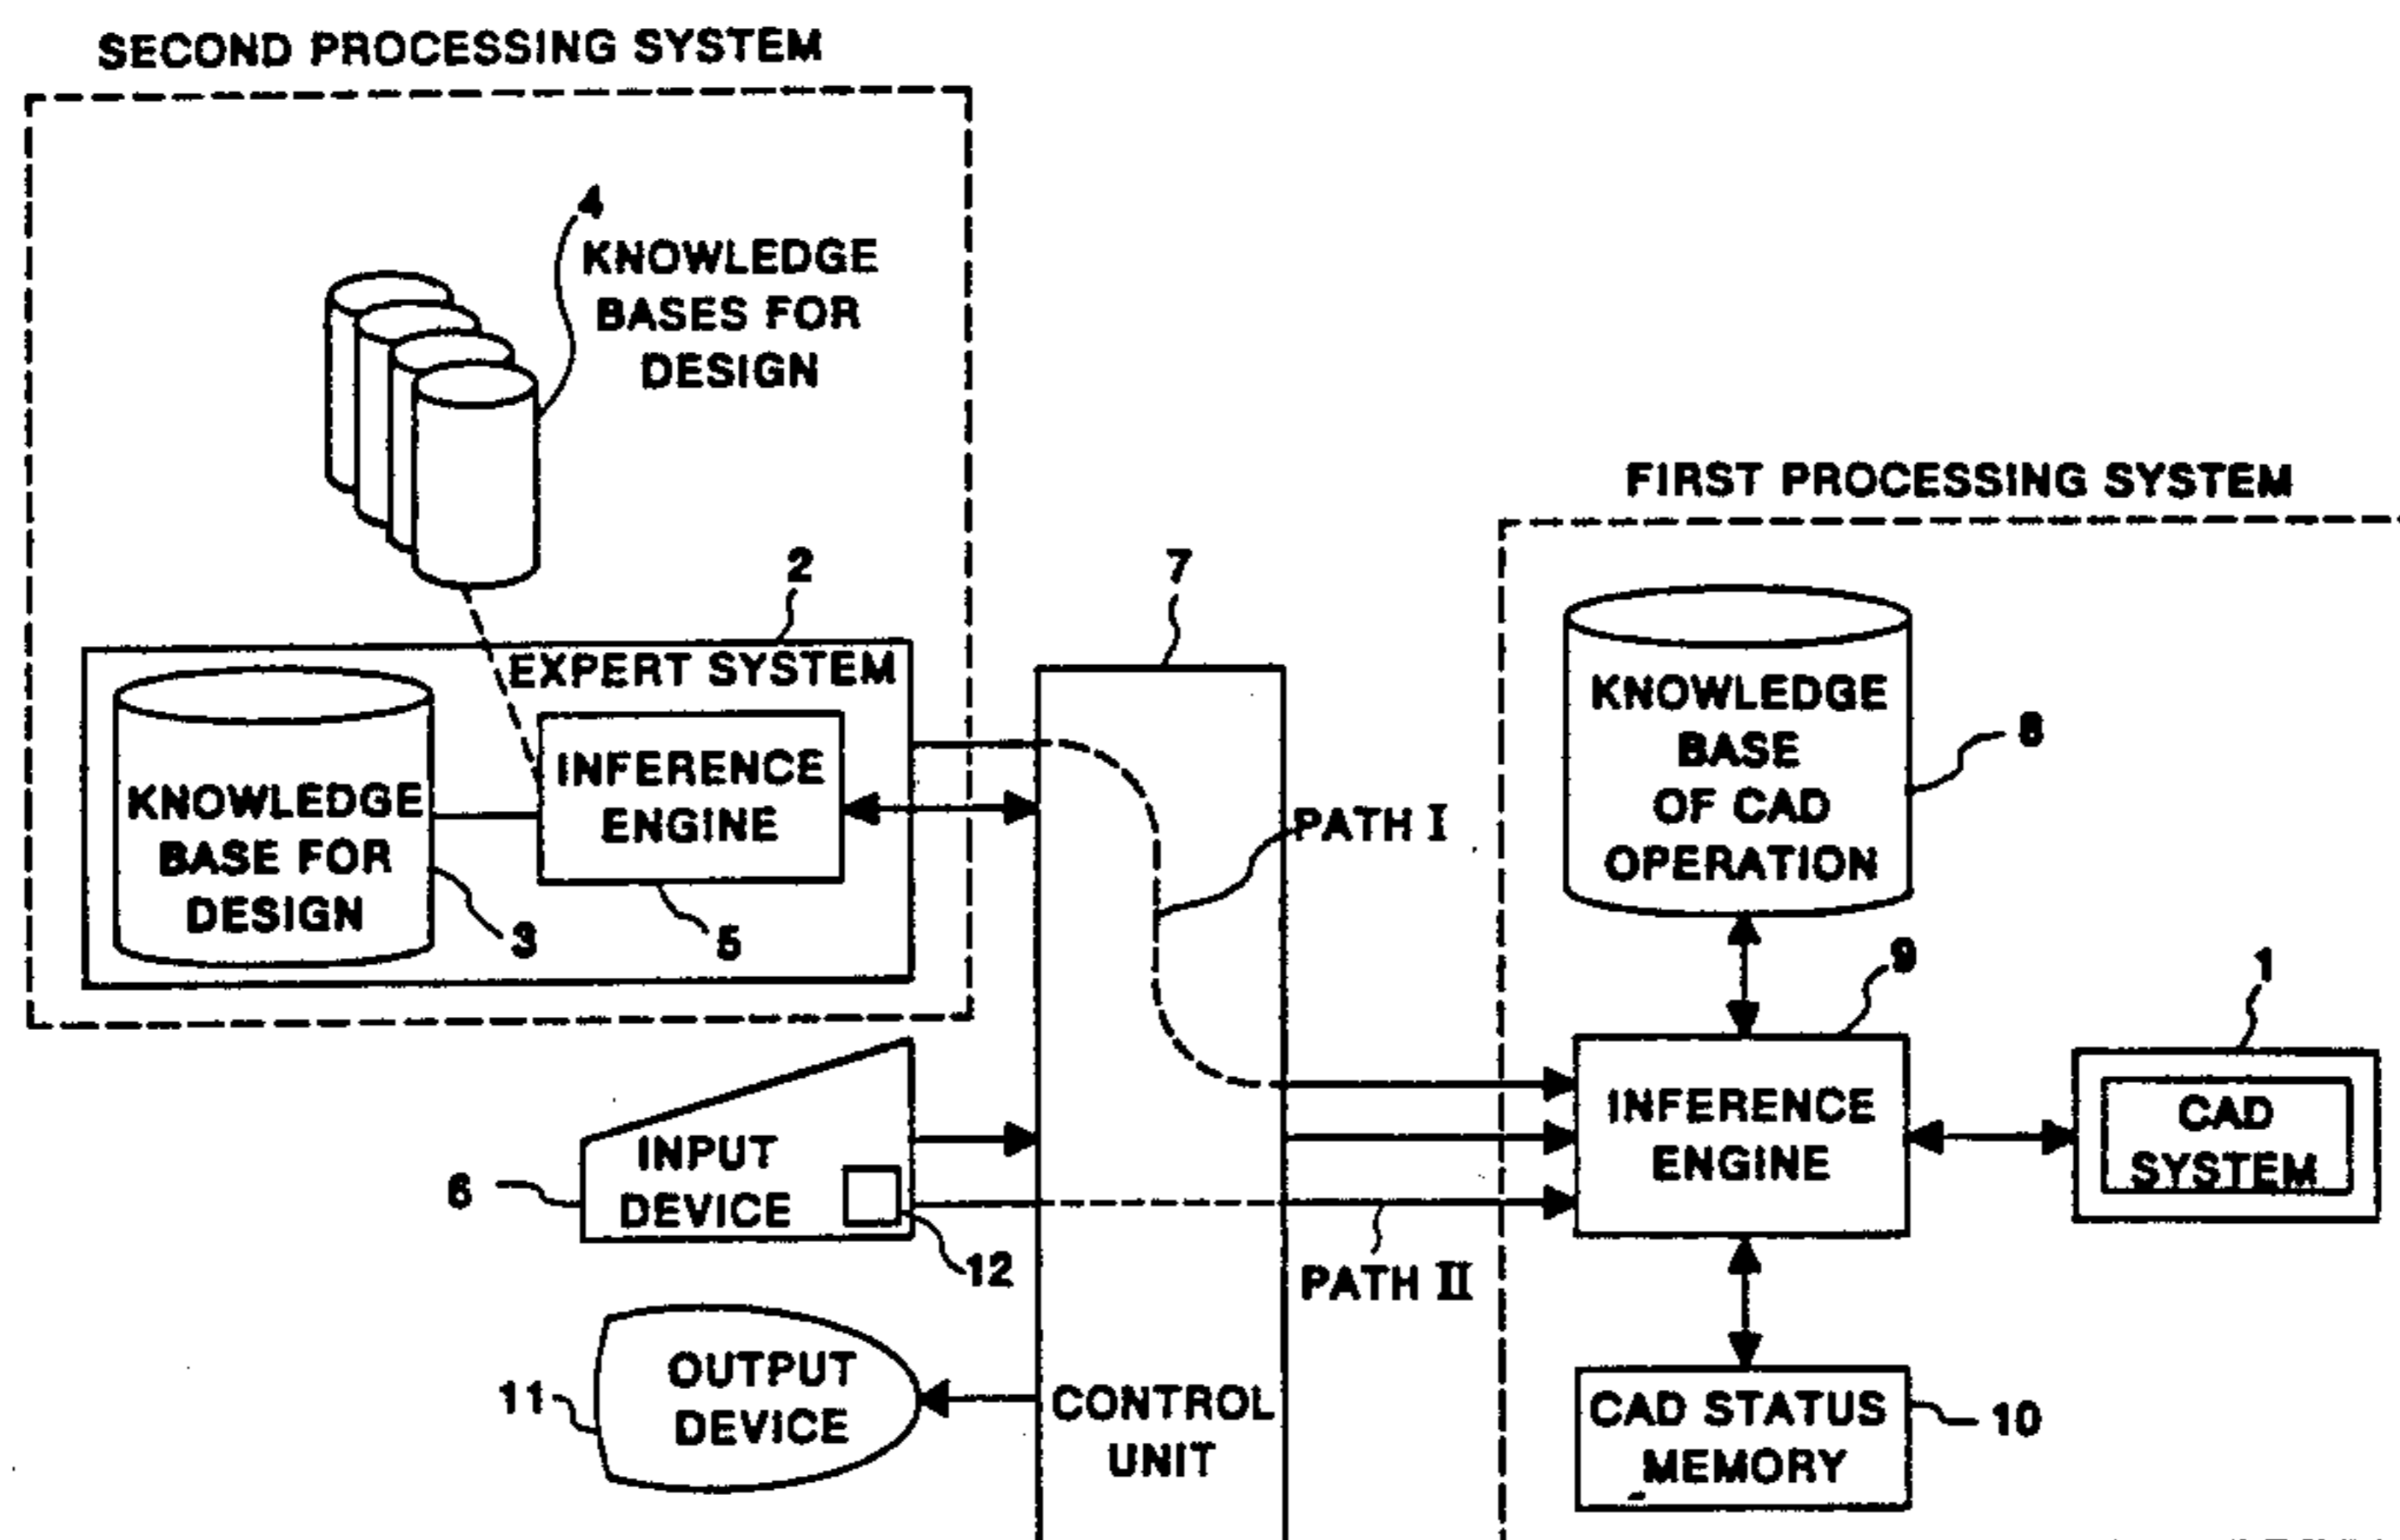 SECOND PROCESSING SYSTEM
4
KNOWLEDGE
BASES FOR
DESIGN
FIRST PROCESSING SYSTEM
2
7
EXPERT SYSTEM
KNOWLEDGE
BASE
OF CAD
OPERATION
8
INFERENCE
ENGINE
KNOWLEDGE
BASE FOR
DESIGN
3
5
PATH I
9
1
INFERENCE
ENGINE
CAD
SYSTEM
INPUT
DEVICE
6
12
PATH II
OUTPUT
DEVICE
11
CONTROL
UNIT
CAD STATUS
MEMORY
10